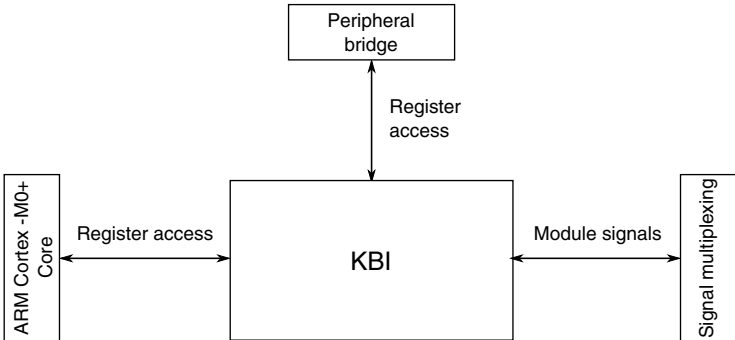 Peripheral
bridge
Register
access
ARM Cortex -M0+
Core
Register access
KBI
Module signals
Signal multiplexing